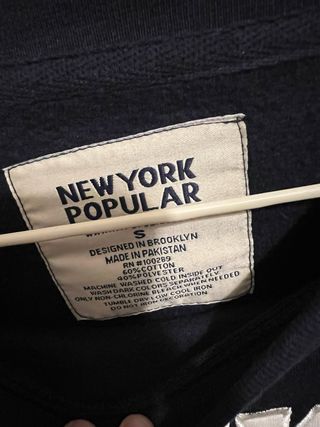 NEW YORK
POPULAR
S
DESIGNED IN BROOKLYN
MADE IN PAKISTAN
RN #100289
60% COTTON
40% POLYESTER
MACHINE WASHED COLD INSIDE OUT
WASH DARK COLORS SEPARATELY
ONLY NON-CHLORINE BLEACH WHEN NEEDED
TUMBLE DRY LOW COOL IRON
DO NOT IRON DECORATION